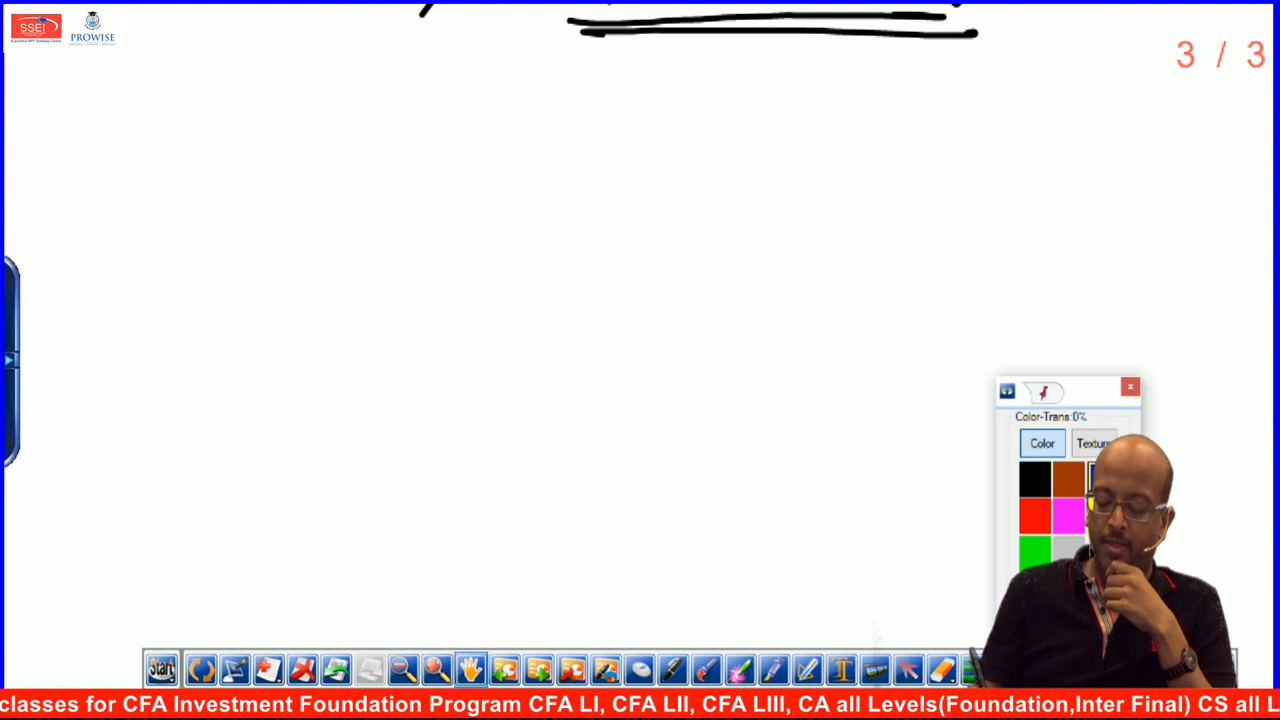 SSEI
PROWISE
3 / 3
Color-Trans:0%
Color
Textur
Start
T
classes for CFA Investment Foundation Program CFA LI, CFA LII, CFA LIII, CA all Levels(Foundation,Inter Final) CS all L